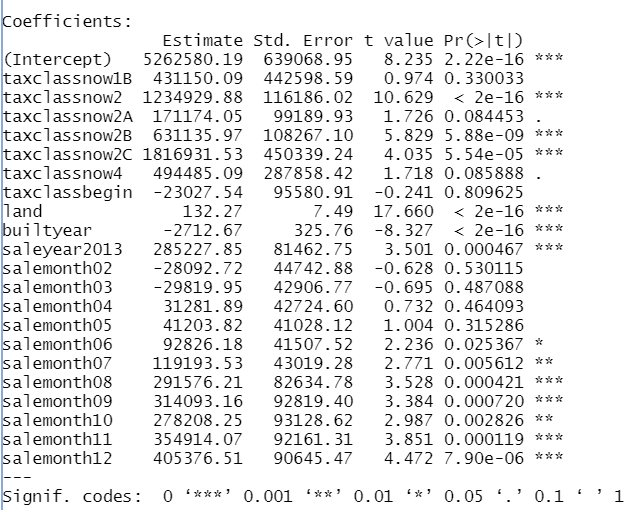 Coefficients:
Estimate Std. Error t value Pr(>|t|)
(Intercept) 5262580.19 639068.95 8.235 2.22e-16 ***
taxclassnow1B 431150.09 442598.59 0.974 0.330033
taxclassnow2 1234929.88 116186.02 10.629 < 2e-16 ***
taxclassnow2A 171174.05 99189.93 1.726 0.084453 .
taxclassnow2B 631135.97 108267.10 5.829 5.88e-09 ***
taxclassnow2C 1816931.53 450339.24 4.035 5.54e-05 ***
taxclassnow4 494485.09 287858.42 1.718 0.085888 .
taxclassbegin -23027.54 95580.91 -0.241 0.809625
land 132.27 7.49 17.660 < 2e-16 ***
builtyear -2712.67 325.76 -8.327 < 2e-16 ***
saleyear2013 285227.85 81462.75 3.501 0.000467 ***
salemonth02 -28092.72 44742.88 -0.628 0.530115
salemonth03 -29819.95 42906.77 -0.695 0.487088
salemonth04 31281.89 42724.60 0.732 0.464093
salemonth05 41203.82 41028.12 1.004 0.315286
salemonth06 92826.18 41507.52 2.236 0.025367 *
salemonth07 119193.53 43019.28 2.771 0.005612 **
salemonth08 291576.21 82634.78 3.528 0.000421 ***
salemonth09 314093.16 92819.40 3.384 0.000720 ***
salemonth10 278208.25 93128.62 2.987 0.002826 **
salemonth11 354914.07 92161.31 3.851 0.000119 ***
salemonth12 405376.51 90645.47 4.472 7.90e-06 ***
---
Signif. codes: 0 ‘***’ 0.001 ‘**’ 0.01 ‘*’ 0.05 ‘.’ 0.1 ‘ ’ 1